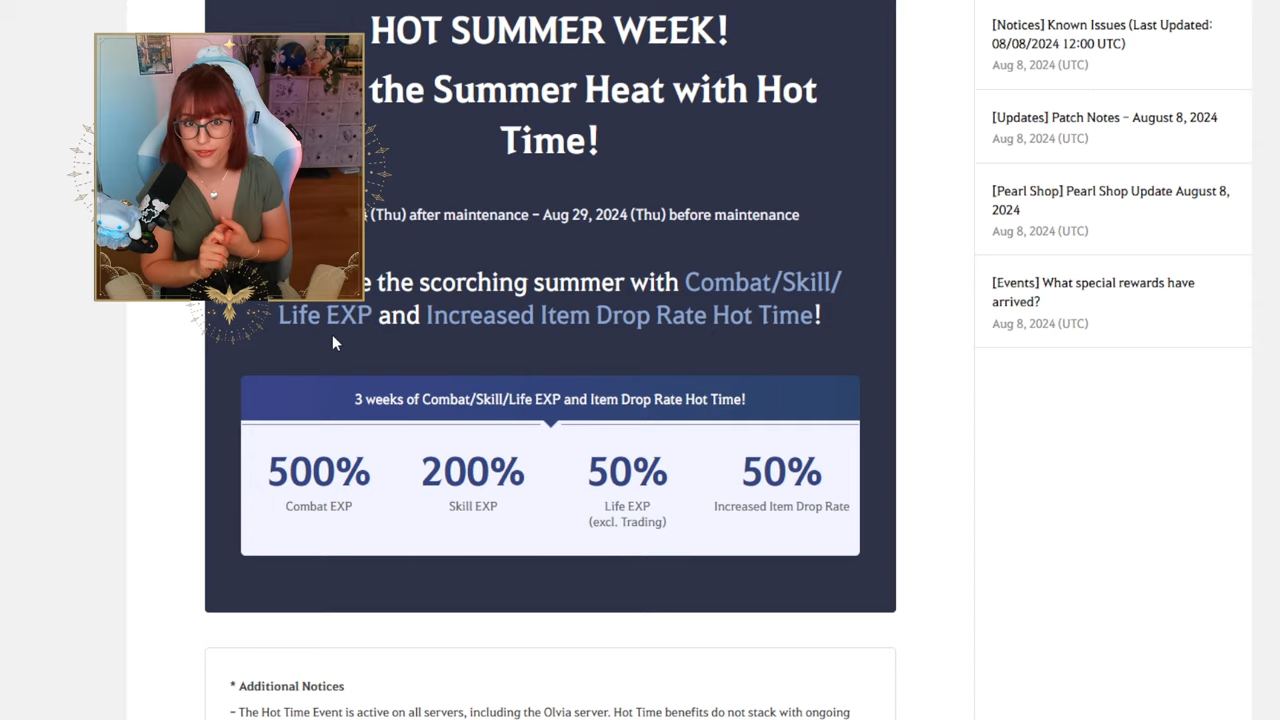 HOT SUMMER WEEK!
the Summer Heat with Hot
Time!
(Thu) after maintenance – Aug 29, 2024 (Thu) before maintenance
the scorching summer with Combat/Skill/
Life EXP and Increased Item Drop Rate Hot Time!
3 weeks of Combat/Skill/Life EXP and Item Drop Rate Hot Time!
500%
Combat EXP
200%
Skill EXP
50%
Life EXP
(excl. Trading)
50%
Increased Item Drop Rate
* Additional Notices
– The Hot Time Event is active on all servers, including the Olvia server. Hot Time benefits do not stack with ongoing
[Notices] Known Issues (Last Updated:
08/08/2024 12:00 UTC)
Aug 8, 2024 (UTC)
[Updates] Patch Notes – August 8, 2024
Aug 8, 2024 (UTC)
[Pearl Shop] Pearl Shop Update August 8,
2024
Aug 8, 2024 (UTC)
[Events] What special rewards have
arrived?
Aug 8, 2024 (UTC)